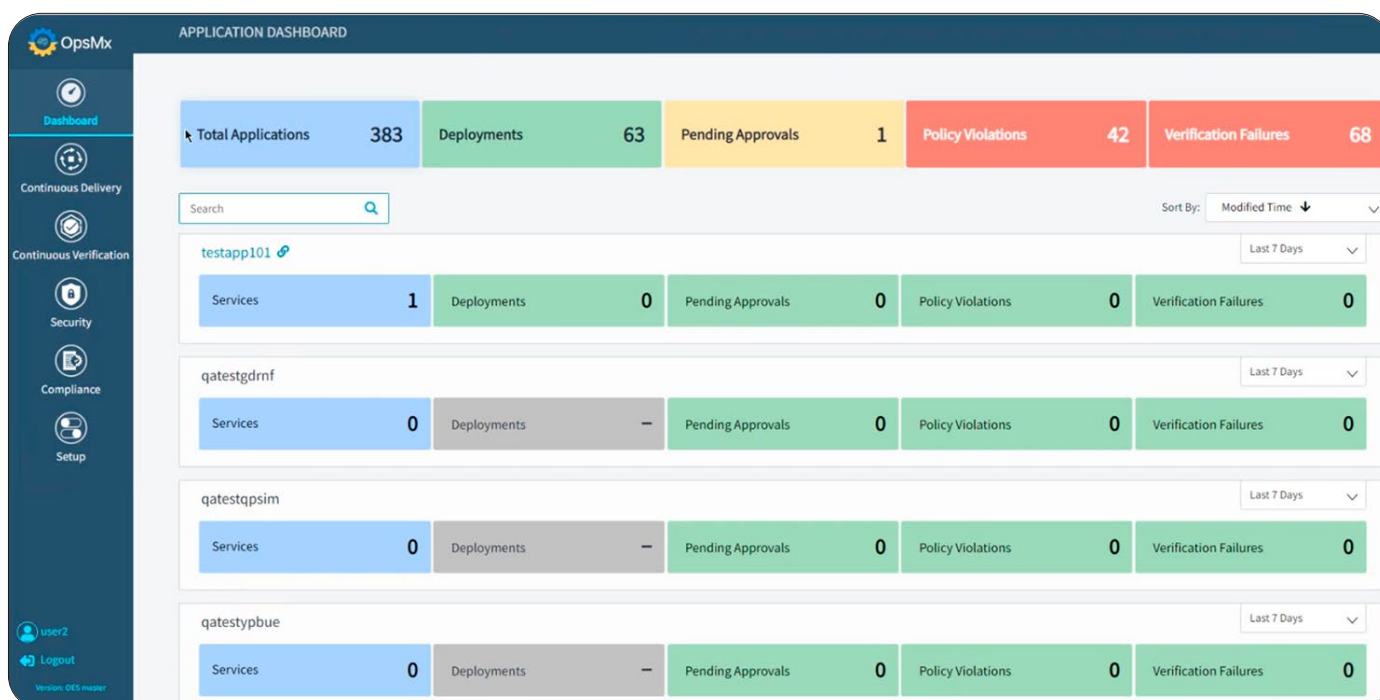 OpsMx
APPLICATION DASHBOARD
Dashboard
Continuous Delivery
Continuous Verification
Security
Compliance
Setup
user2
Logout
Version: OES master
Total Applications 383 Deployments 63 Pending Approvals 1 Policy Violations 42 Verification Failures 68
Search Sort By: Modified Time
testapp101 Last 7 Days
Services 1 Deployments 0 Pending Approvals 0 Policy Violations 0 Verification Failures 0
qatestgdrnf Last 7 Days
Services 0 Deployments – Pending Approvals 0 Policy Violations 0 Verification Failures 0
qatestqpsim Last 7 Days
Services 0 Deployments – Pending Approvals 0 Policy Violations 0 Verification Failures 0
qatestypbue Last 7 Days
Services 0 Deployments – Pending Approvals 0 Policy Violations 0 Verification Failures 0